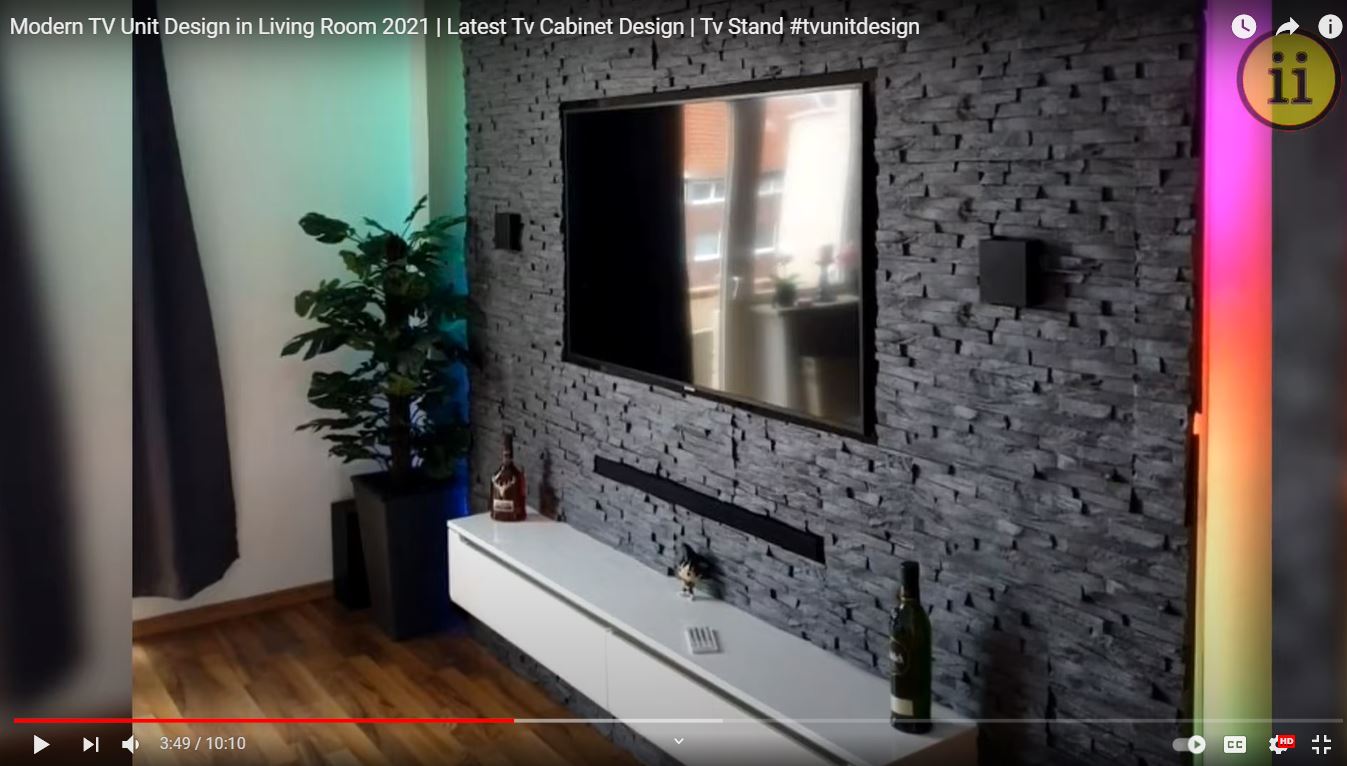 Modern TV Unit Design in Living Room 2021 | Latest Tv Cabinet Design | Tv Stand #tvunitdesign
ii
3:49 / 10:10
CC
HD